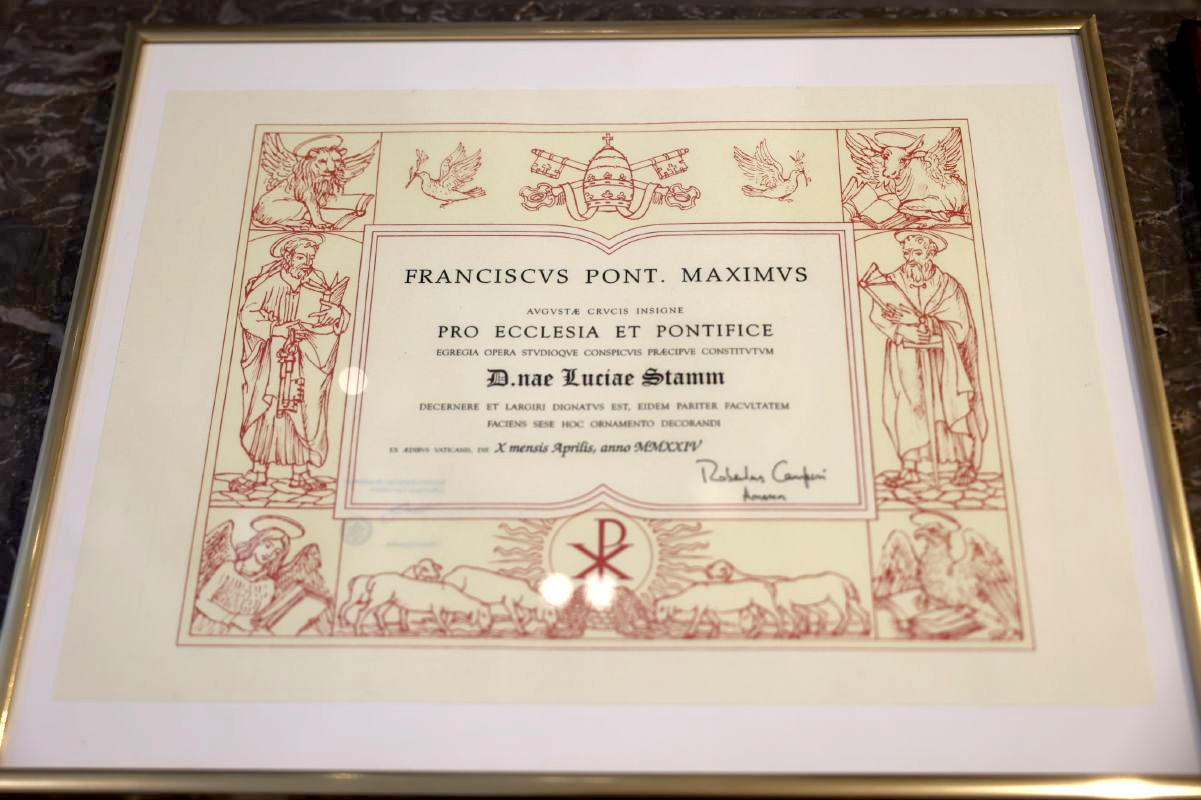 FRANCISCVS PONT. MAXIMVS
AVGVSTÆ CRVCIS INSIGNE
PRO ECCLESIA ET PONTIFICE
EGREGIA OPERA STVDIOQVE CONSPICVIS PRÆCIPVE CONSTITVTVM
D.nae Luciae Stamm
DECERNERE ET LARGIRI DIGNATVS EST, EIDEM PARITER FACVLTATEM
FACIENS SESE HOC ORNAMENTO DECORANDI
EX ÆDIBVS VATICANIS, DIE X mensis Aprilis, anno MMXXIV